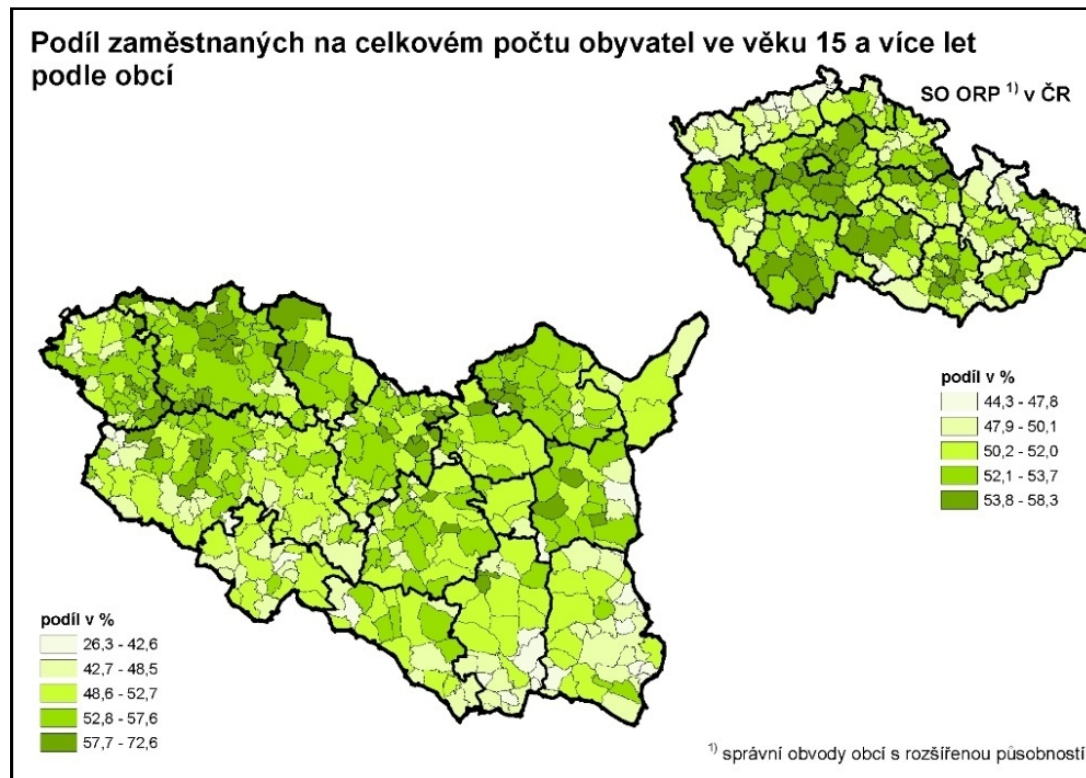 Podíl zaměstnaných na celkovém počtu obyvatel ve věku 15 a více let
podle obcí
SO ORP 1) v ČR
podíl v %
44,3 - 47,8
47,9 - 50,1
50,2 - 52,0
52,1 - 53,7
53,8 - 58,3
podíl v %
26,3 - 42,6
42,7 - 48,5
48,6 - 52,7
52,8 - 57,6
57,7 - 72,6
1) správní obvody obcí s rozšířenou působností